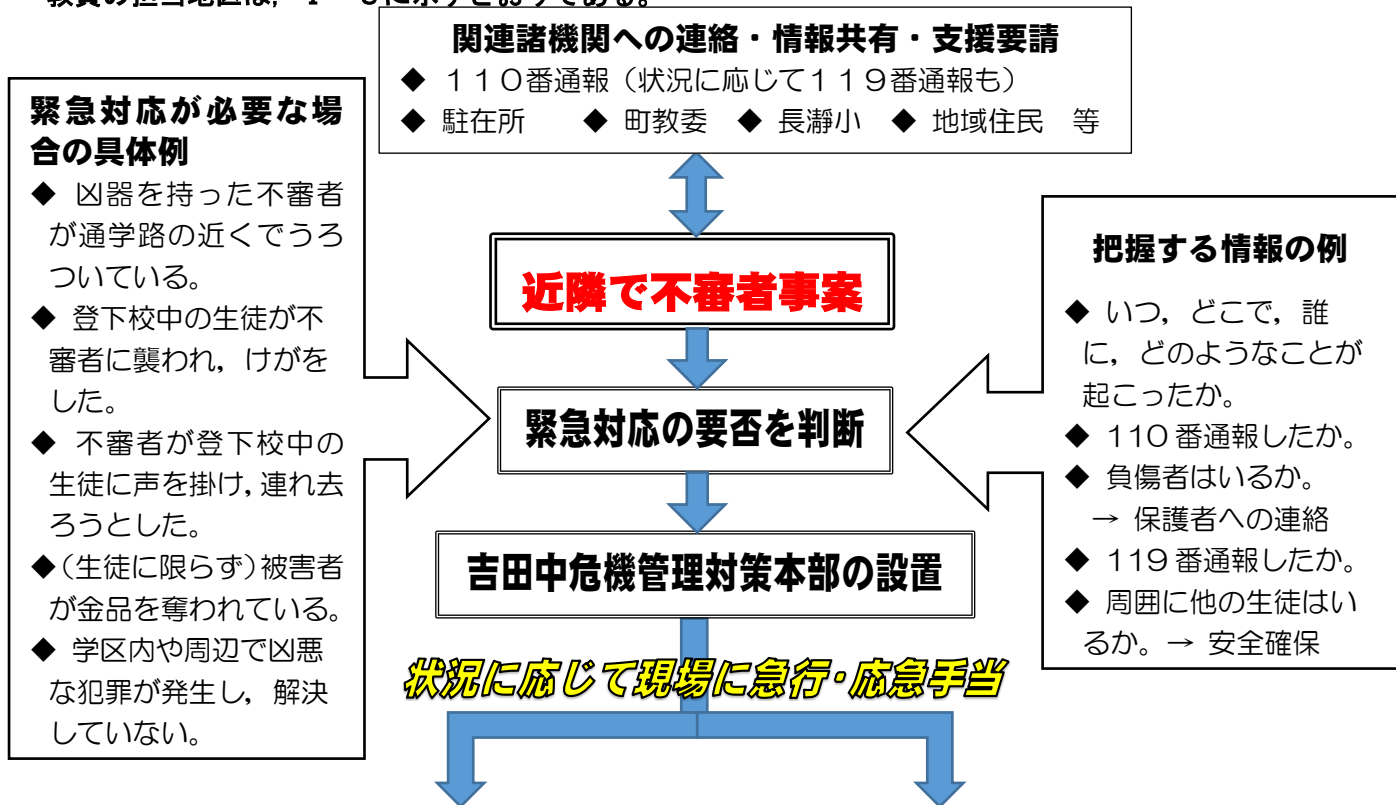 関連諸機関への連絡・情報共有・支援要請
◆ １１０番通報（状況に応じて１１９番通報も）
◆ 駐在所 ◆ 町教委 ◆ 長瀞小 ◆ 地域住民 等
緊急対応が必要な場
合の具体例
◆ 凶器を持った不審者
が通学路の近くでうろ
ついている。
◆ 登下校中の生徒が不
審者に襲われ，けがを
した。
◆ 不審者が登下校中の
生徒に声を掛け，連れ去
ろうとした。
◆（生徒に限らず）被害者
が金品を奪われている。
◆ 学区内や周辺で凶悪
な犯罪が発生し，解決
していない。
近隣で不審者事案
緊急対応の要否を判断
吉田中危機管理対策本部の設置
状況に応じて現場に急行・応急手当
把握する情報の例
◆ いつ，どこで，誰
に，どのようなことが
起こったか。
◆ 110 番通報したか。
◆ 負傷者はいるか。
→ 保護者への連絡
◆ 119 番通報したか。
◆ 周囲に他の生徒はい
るか。→ 安全確保